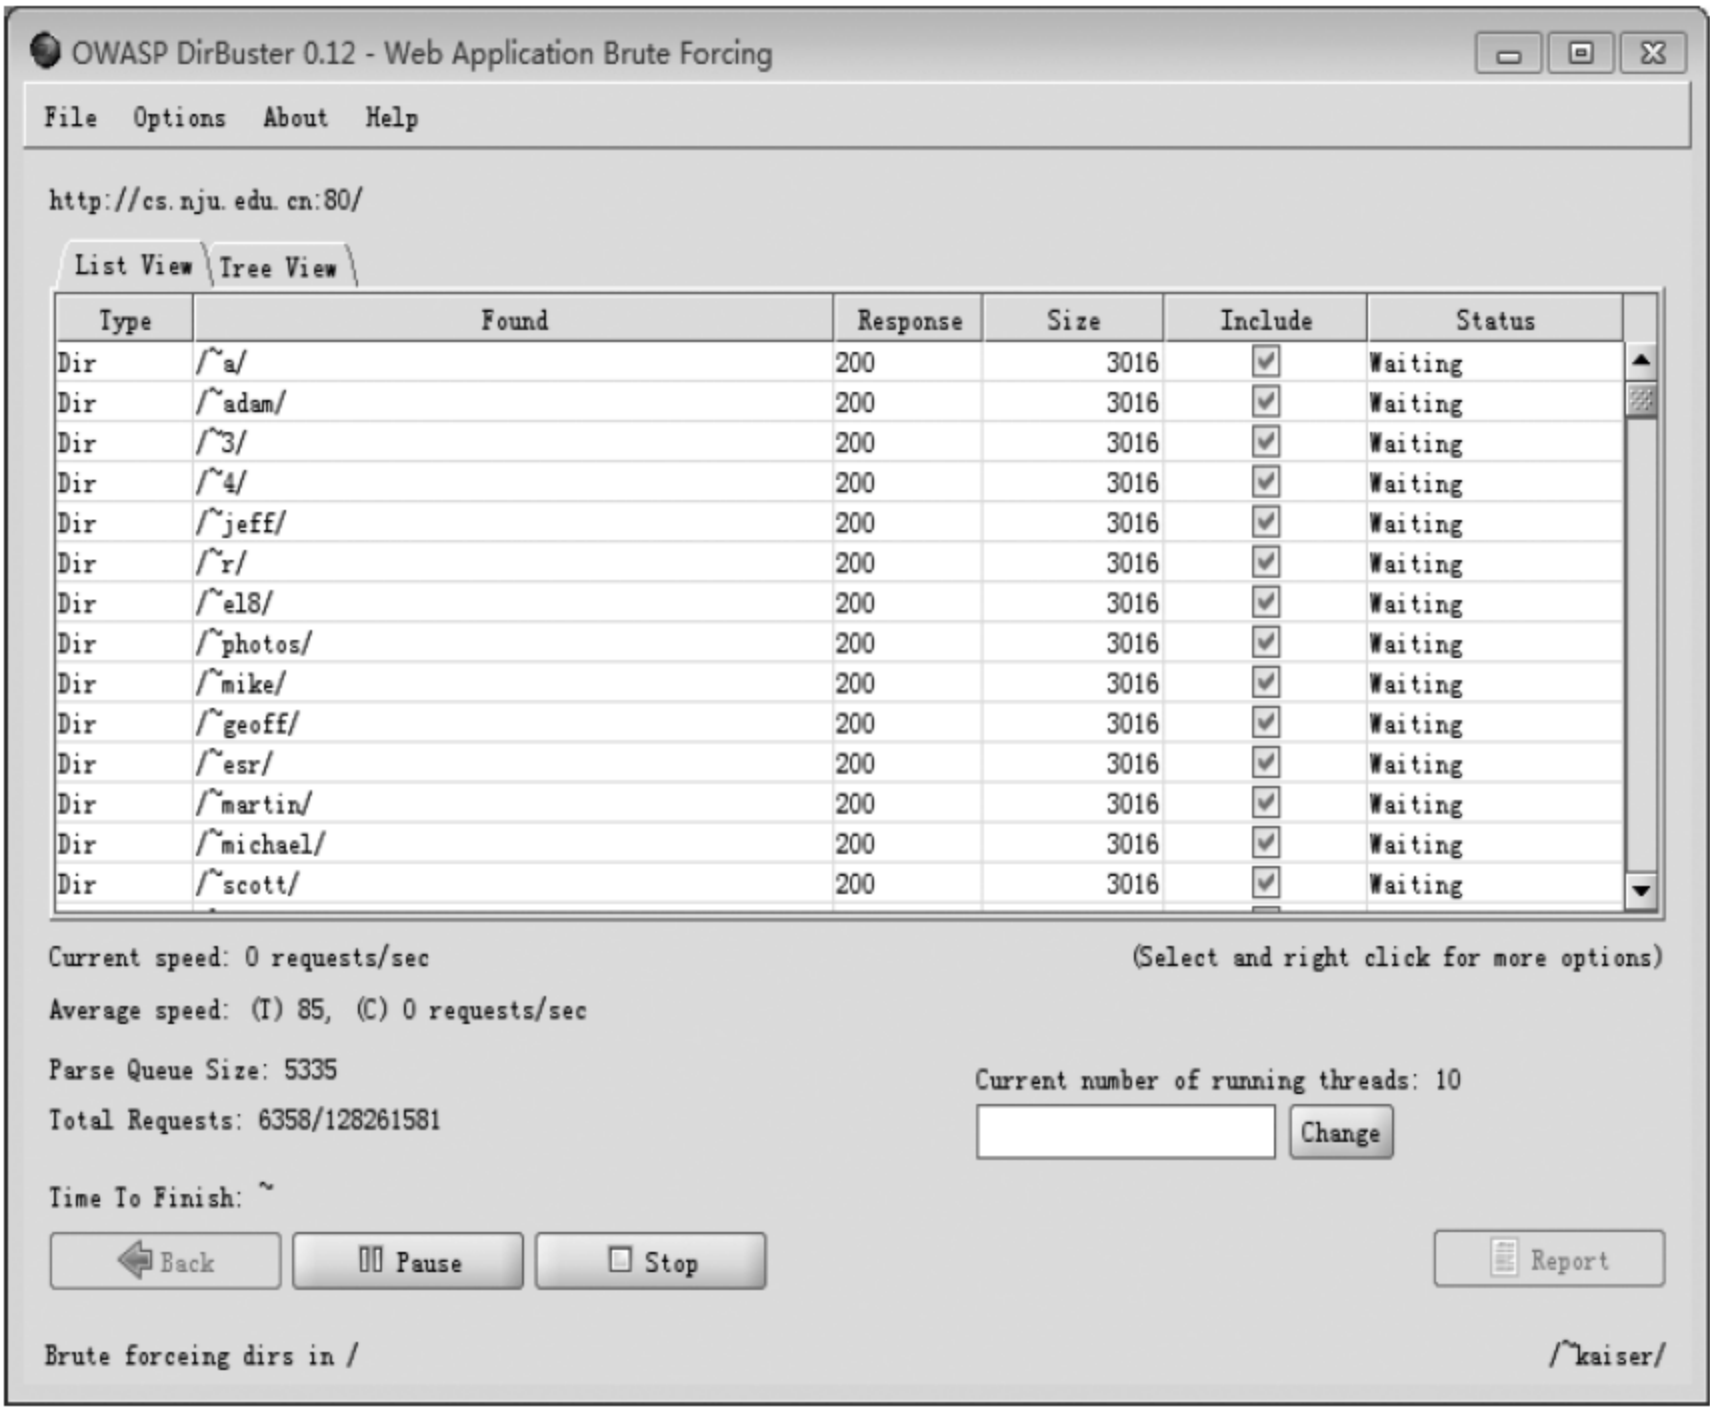 OWASP DirBuster 0.12 - Web Application Brute Forcing
File Options About Help
http://cs.nju.edu.cn:80/
List View Tree View
Type Found Response Size Include Status
Dir /~a/ 200 3016 Waiting
Dir /~adam/ 200 3016 Waiting
Dir /~3/ 200 3016 Waiting
Dir /~4/ 200 3016 Waiting
Dir /~jeff/ 200 3016 Waiting
Dir /~r/ 200 3016 Waiting
Dir /~el8/ 200 3016 Waiting
Dir /~photos/ 200 3016 Waiting
Dir /~mike/ 200 3016 Waiting
Dir /~geoff/ 200 3016 Waiting
Dir /~esr/ 200 3016 Waiting
Dir /~martin/ 200 3016 Waiting
Dir /~michael/ 200 3016 Waiting
Dir /~scott/ 200 3016 Waiting
Current speed: 0 requests/sec (Select and right click for more options)
Average speed: (T) 85, (C) 0 requests/sec
Parse Queue Size: 5335
Current number of running threads: 10
Total Requests: 6358/128261581
Change
Time To Finish: ~
Back Pause Stop Report
Brute forceing dirs in / /~kaiser/